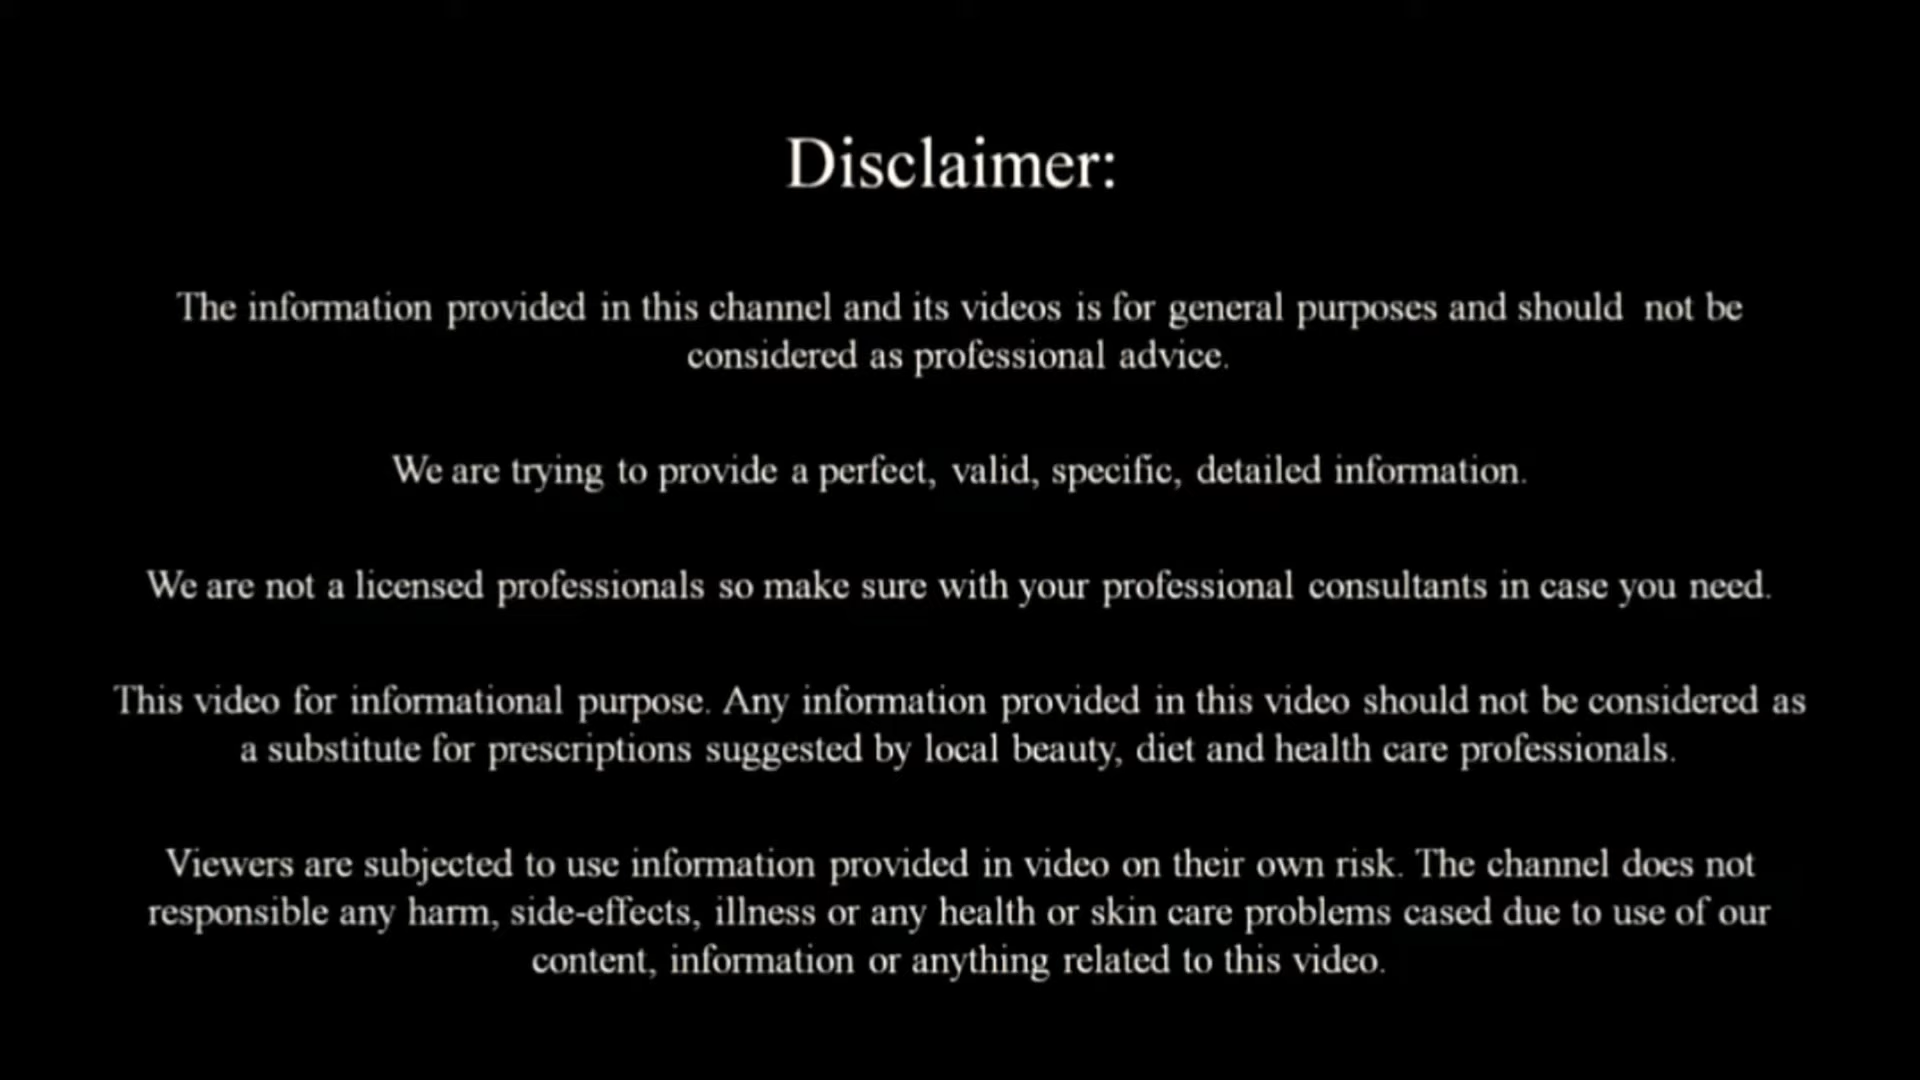 Disclaimer:
The information provided in this channel and its videos is for general purposes and should not be
considered as professional advice.
We are trying to provide a perfect, valid, specific, detailed information.
We are not a licensed professionals so make sure with your professional consultants in case you need.
This video for informational purpose. Any information provided in this video should not be considered as
a substitute for prescriptions suggested by local beauty, diet and health care professionals.
Viewers are subjected to use information provided in video on their own risk. The channel does not
responsible any harm, side-effects, illness or any health or skin care problems cased due to use of our
content, information or anything related to this video.